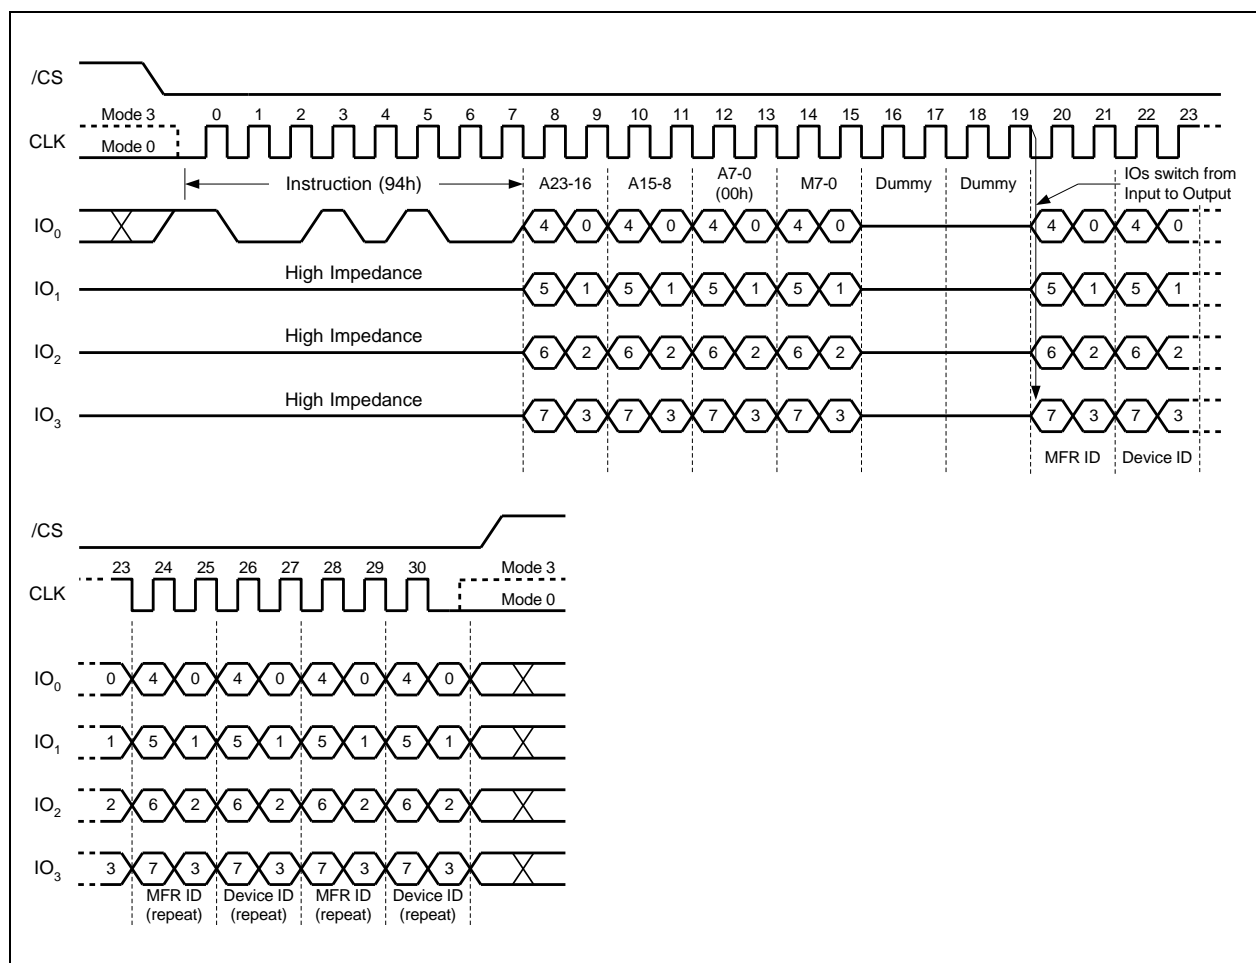 /CS
Mode 3 0 1 2 3 4 5 6 7 8 9 10 11 12 13 14 15 16 17 18 19 20 21 22 23
CLK
Mode 0
Instruction (94h) A23-16 A15-8 A7-0 (00h) M7-0 Dummy Dummy
IOs switch from
Input to Output
IO0 4 0 4 0 4 0 4 0 4 0 4 0
High Impedance
IO1 5 1 5 1 5 1 5 1 5 1 5 1
High Impedance
IO2 6 2 6 2 6 2 6 2 6 2 6 2
High Impedance
IO3 7 3 7 3 7 3 7 3 7 3 7 3
MFR ID Device ID
/CS
23 24 25 26 27 28 29 30 Mode 3
CLK
Mode 0
IO0 0 4 0 4 0 4 0 4 0
IO1 1 5 1 5 1 5 1 5 1
IO2 2 6 2 6 2 6 2 6 2
IO3 3 7 3 7 3 7 3 7 3
MFR ID Device ID MFR ID Device ID
(repeat) (repeat) (repeat) (repeat)